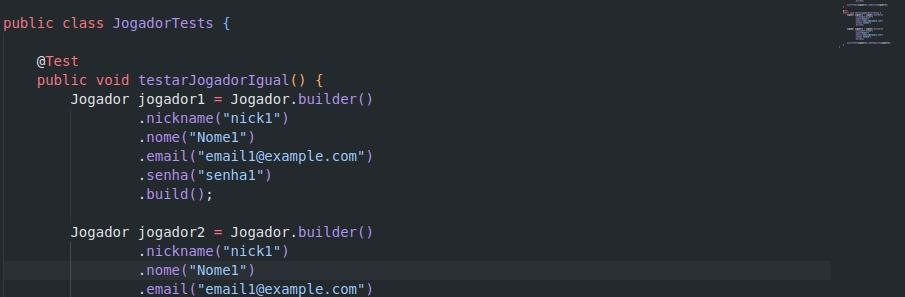 public class JogadorTests {
@Test
public void testarJogadorIgual() {
Jogador jogador1 = Jogador.builder()
.nickname("nick1")
.nome("Nome1")
.email("email1@example.com")
.senha("senha1")
.build();
Jogador jogador2 = Jogador.builder()
.nickname("nick1")
.nome("Nome1")
.email("email1@example.com")